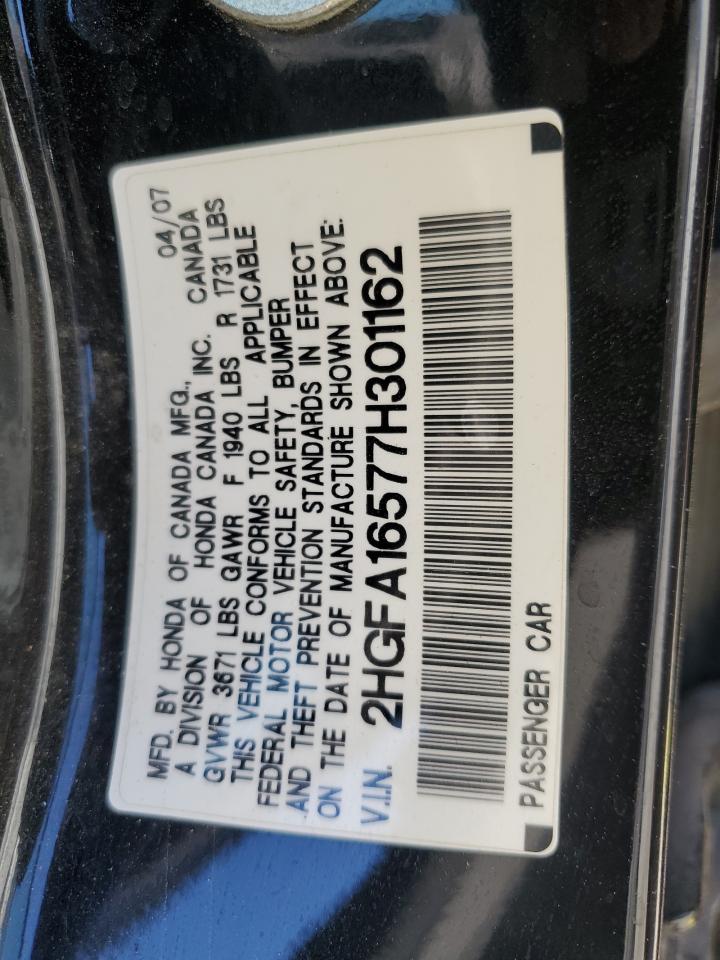 MFD. BY HONDA OF CANADA MFG., 04/07
A DIVISION OF HONDA CANADA INC. CANADA
GVWR 3671 LBS GAWR F 1940 LBS R 1731 LBS
THIS VEHICLE CONFORMS TO ALL APPLICABLE
FEDERAL MOTOR VEHICLE SAFETY, BUMPER
AND THEFT PREVENTION STANDARDS IN EFFECT
ON THE DATE OF MANUFACTURE SHOWN ABOVE.
V.I.N. 2HGFA16577H301162
PASSENGER CAR